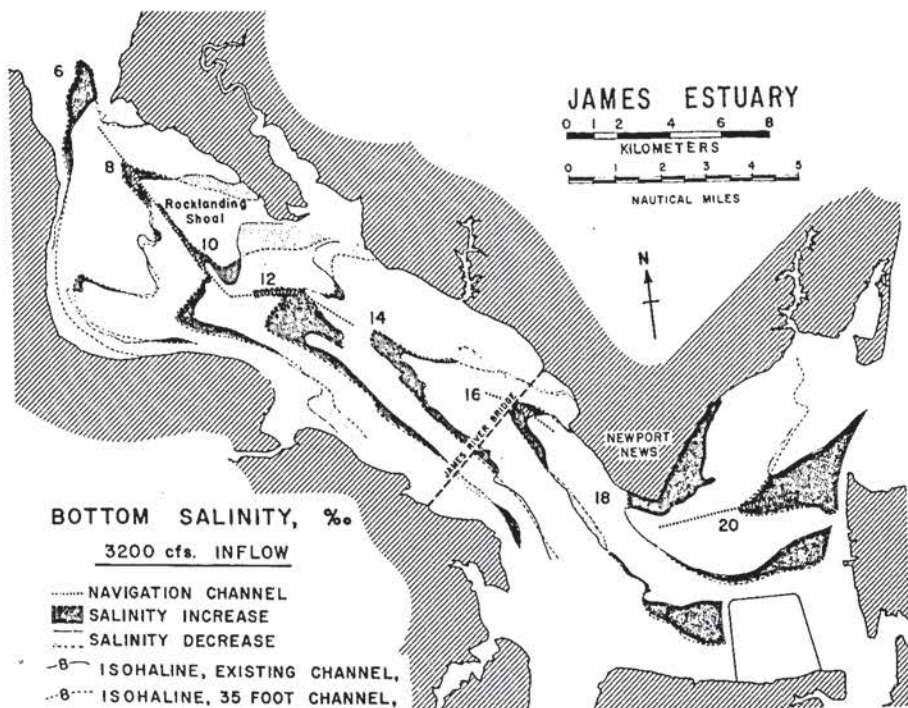 JAMES ESTUARY
0 1 2 4 6 8
KILOMETERS
0 1 2 3 4 5
NAUTICAL MILES
N
6
8
Rocklanding
Shoal
10
12
14
16
JAMES RIVER BRIDGE
NEWPORT
NEWS
18
20
BOTTOM SALINITY, ‰
3200 cfs. INFLOW
NAVIGATION CHANNEL
SALINITY INCREASE
SALINITY DECREASE
8 ISOHALINE, EXISTING CHANNEL,
8 ISOHALINE, 35 FOOT CHANNEL,